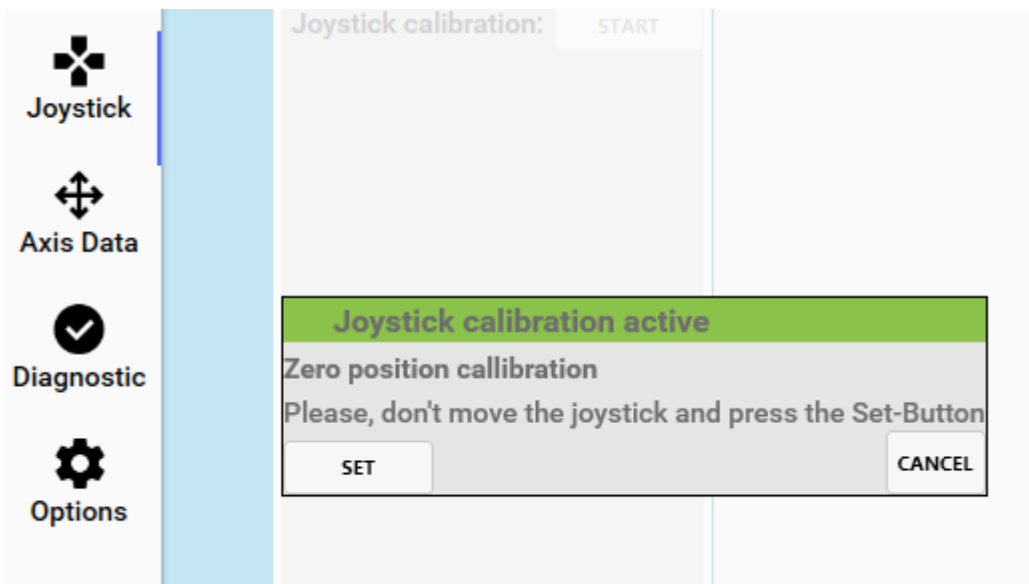 Joystick calibration: START
Joystick
Axis Data
Diagnostic
Options
Joystick calibration active
Zero position callibration
Please, don't move the joystick and press the Set-Button
SET CANCEL